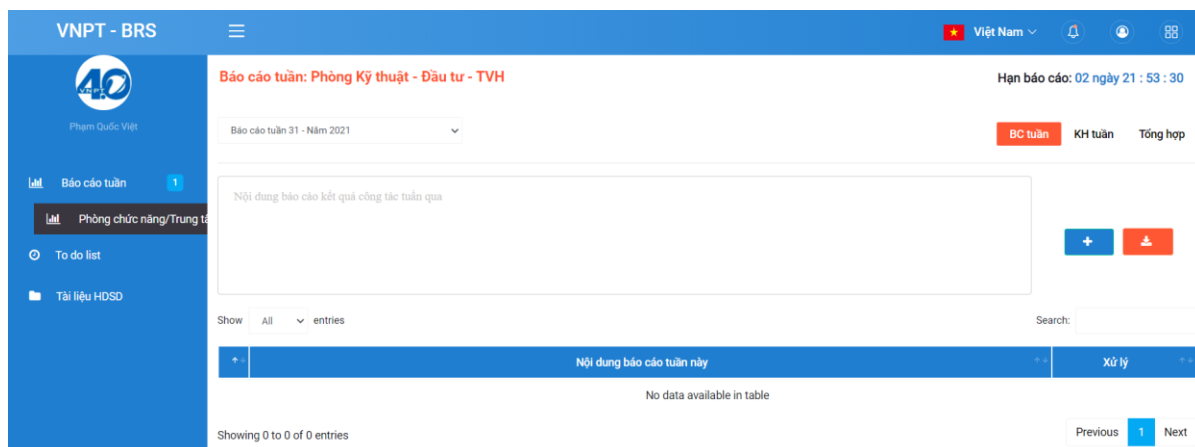 VNPT - BRS
Việt Nam
VNPT 4.0
Phạm Quốc Việt
Báo cáo tuần 1
Phòng chức năng/Trung tâ
To do list
Tài liệu HDSD
Báo cáo tuần: Phòng Kỹ thuật - Đầu tư - TVH
Hạn báo cáo: 02 ngày 21 : 53 : 30
Báo cáo tuần 31 - Năm 2021
BC tuần KH tuần Tổng hợp
Nội dung báo cáo kết quả công tác tuần qua
Show All entries
Search:
Nội dung báo cáo tuần này Xử lý
No data available in table
Showing 0 to 0 of 0 entries
Previous 1 Next